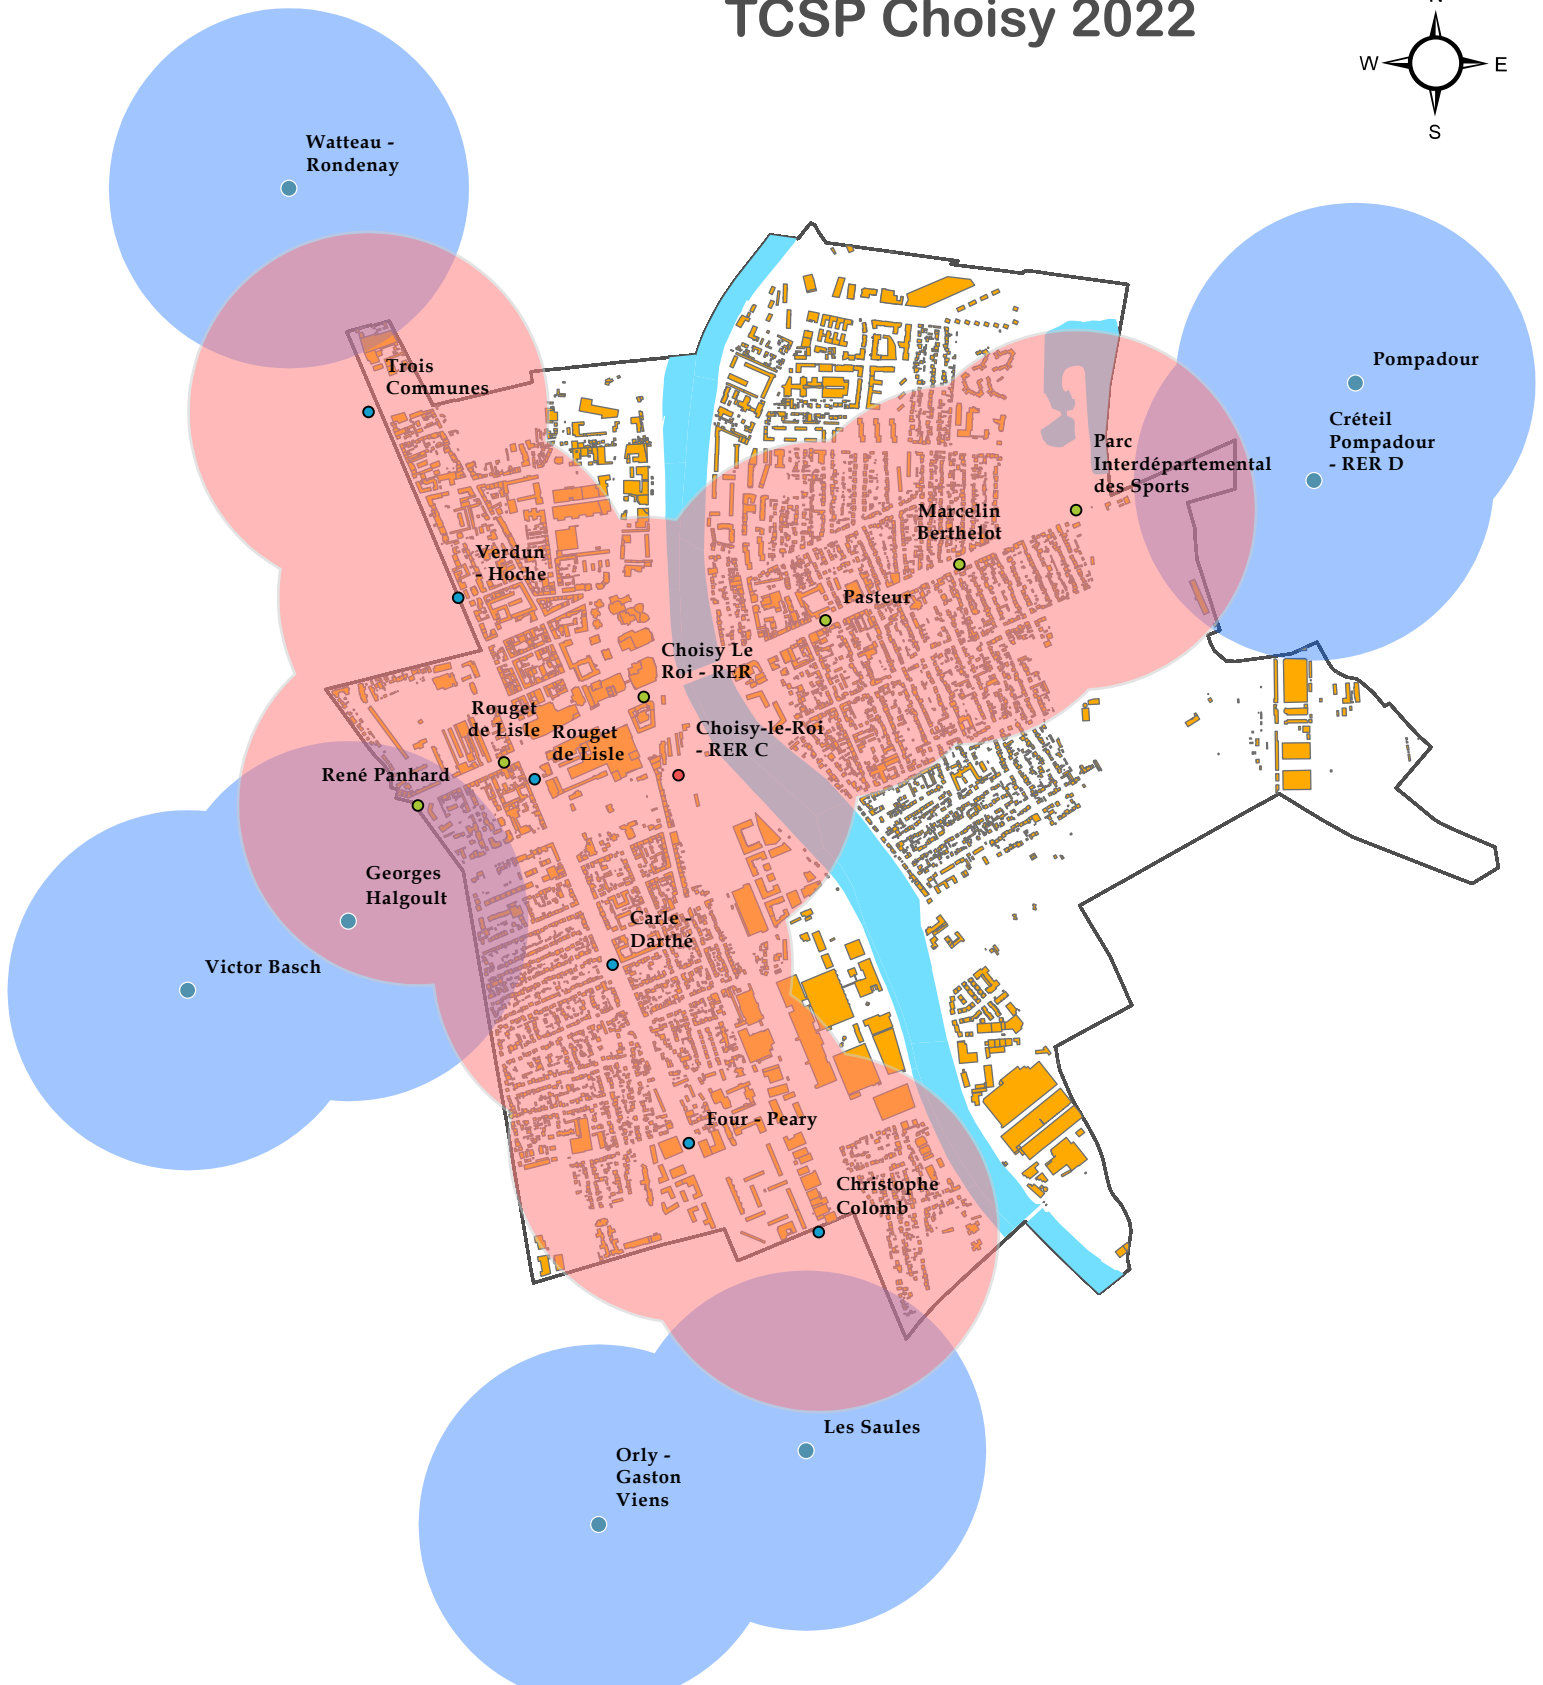 TCSP Choisy 2022
W
E
S
Watteau -
Rondenay
Pompadour
Trois
Communes
Créteil
Pompadour
- RER D
Parc
Interdépartemental
des Sports
Marcelin
Berthelot
Verdun
- Hoche
Pasteur
Choisy Le
Roi - RER
Rouget
de Lisle
Rouget
de Lisle
Choisy-le-Roi
- RER C
René Panhard
Georges
Halgoult
Carle -
Darthé
Victor Basch
Four - Peary
Christophe
Colomb
Les Saules
Orly -
Gaston
Viens